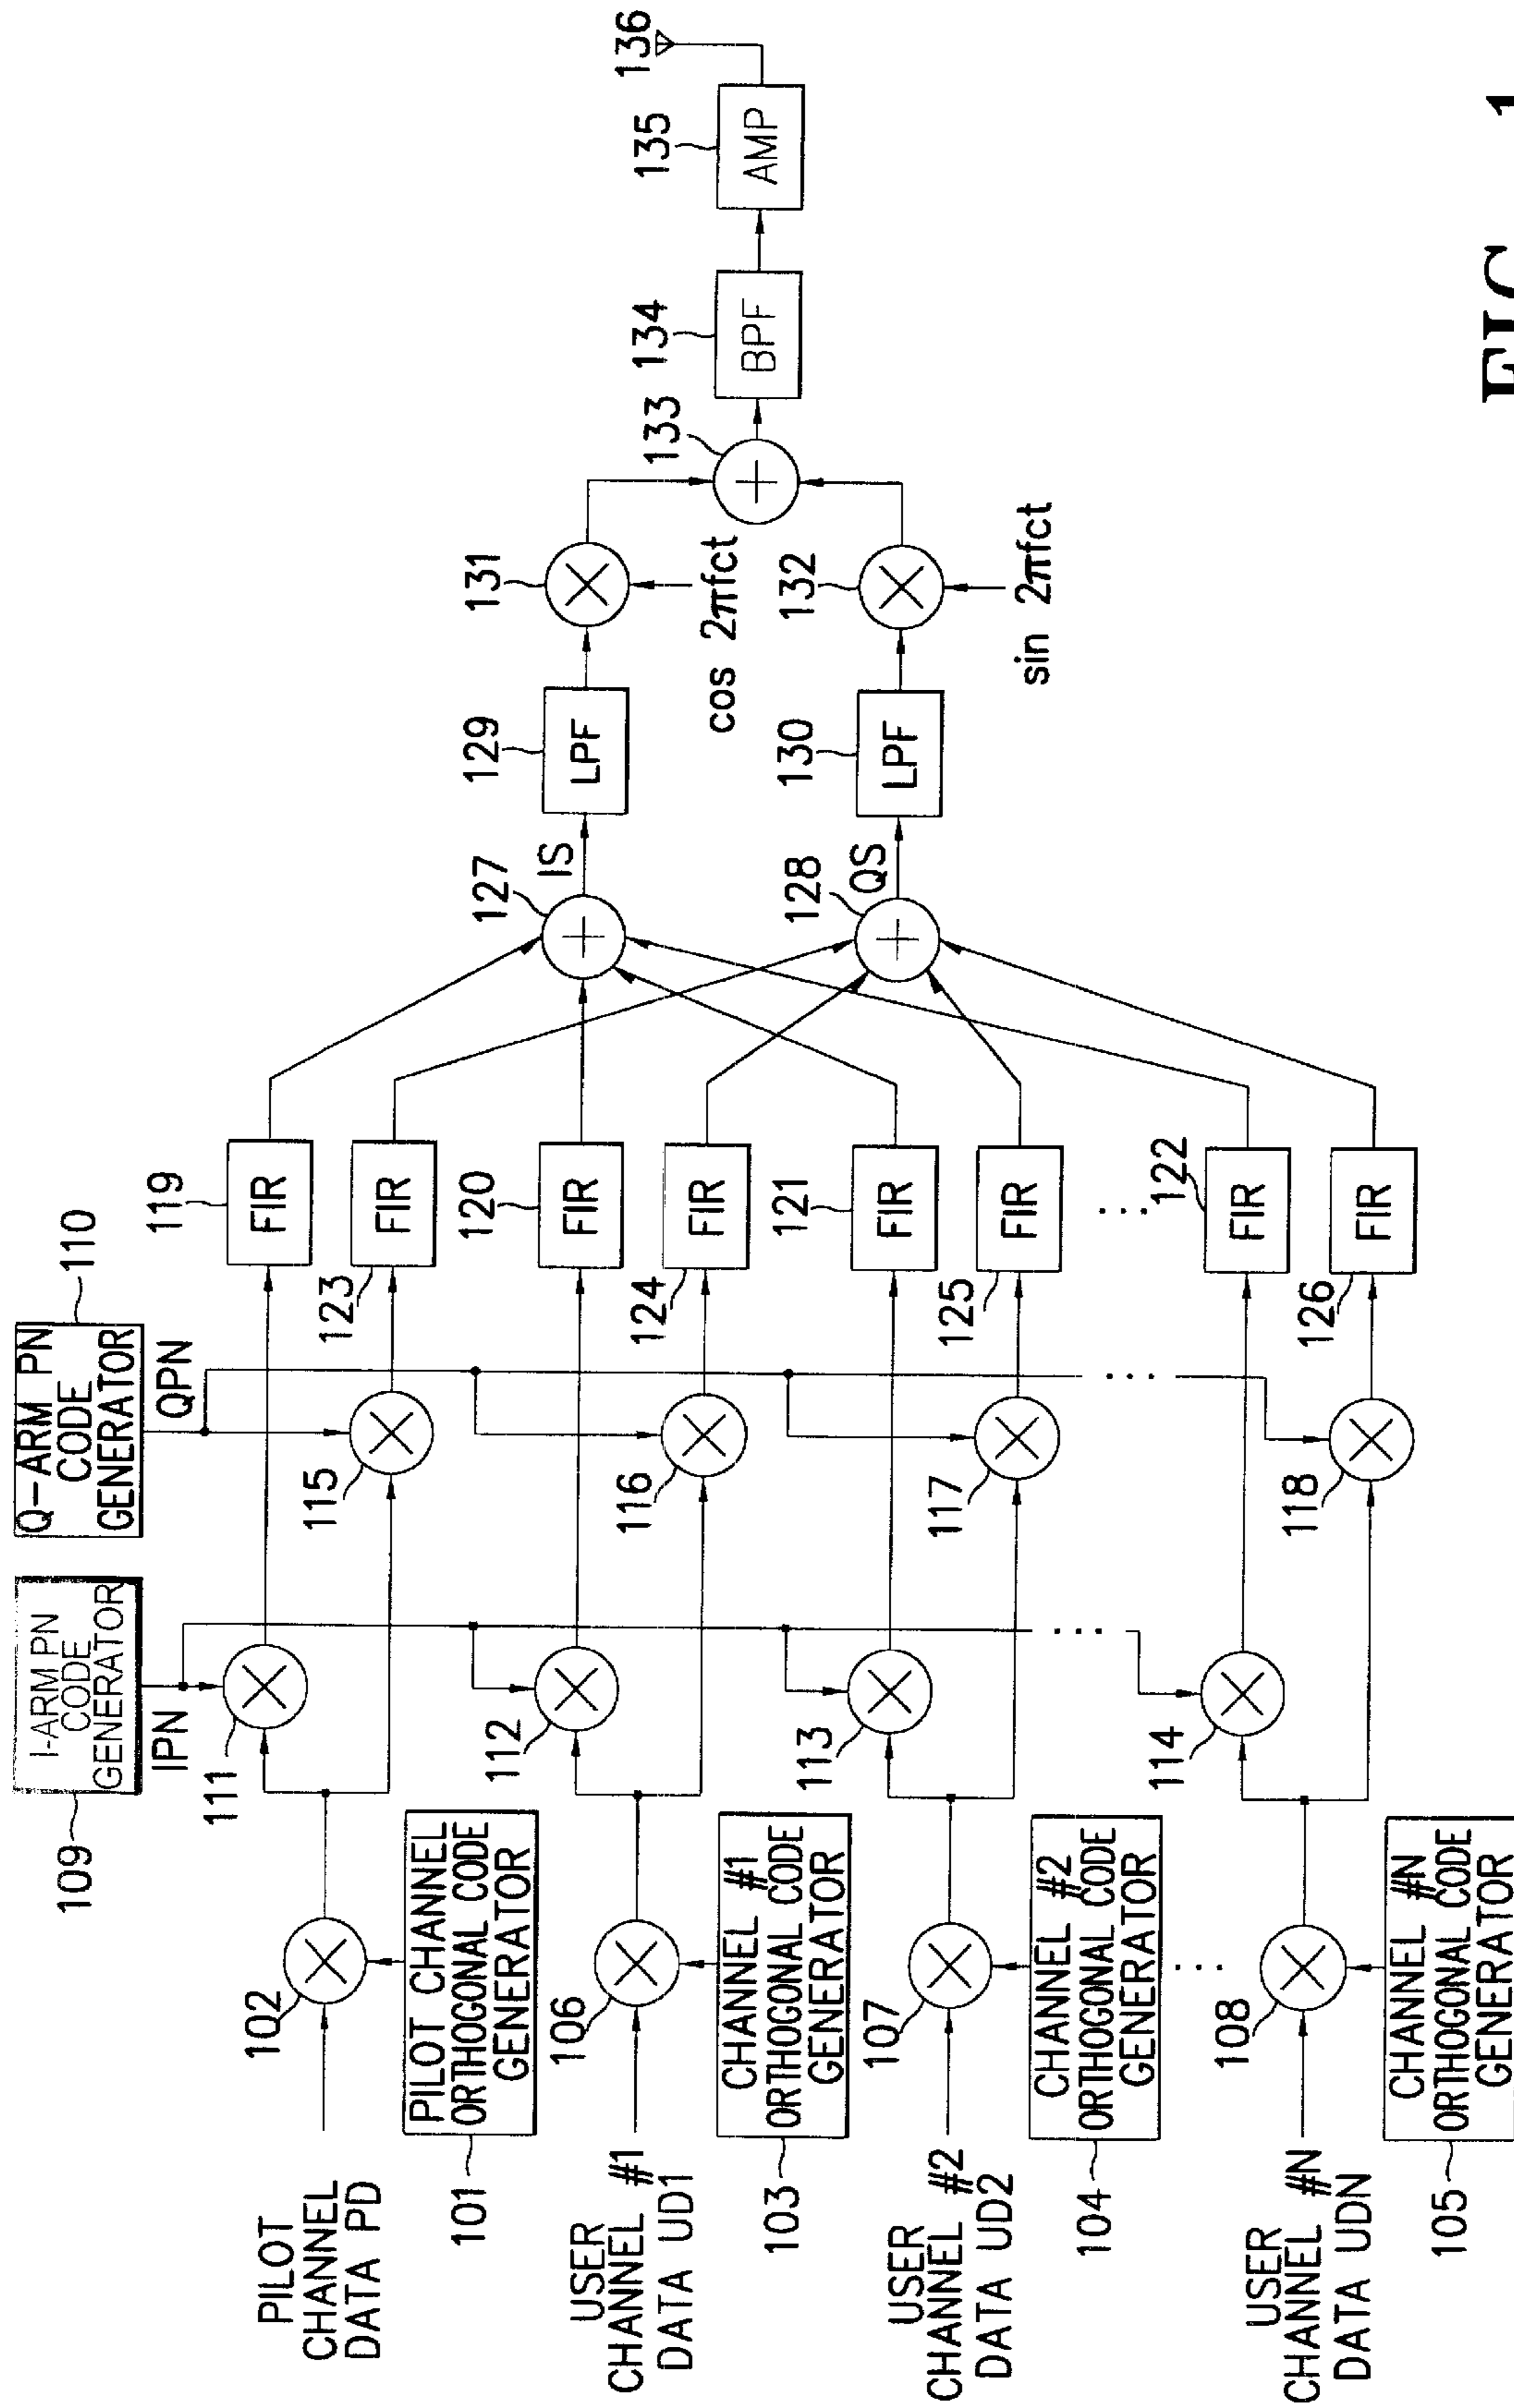 109
I-ARM PN
CODE
GENERATOR
IPN
Q-ARM PN
CODE
GENERATOR
110
QPN
PILOT
CHANNEL
DATA PD
102
101
PILOT CHANNEL
ORTHOGONAL CODE
GENERATOR
111
115
119
FIR
123
FIR
USER
CHANNEL #1
DATA UD1
106
103
CHANNEL #1
ORTHOGONAL CODE
GENERATOR
112
116
120
FIR
124
FIR
USER
CHANNEL #2
DATA UD2
107
104
CHANNEL #2
ORTHOGONAL CODE
GENERATOR
113
117
121
FIR
125
FIR
...
...
...
...
USER
CHANNEL #N
DATA UDN
108
105
CHANNEL #N
ORTHOGONAL CODE
GENERATOR
114
118
122
FIR
126
FIR
127
+
IS
129
LPF
131
cos 2πfct
128
+
QS
130
LPF
132
sin 2πfct
133
+
134
BPF
135
AMP
136
FIG. 1